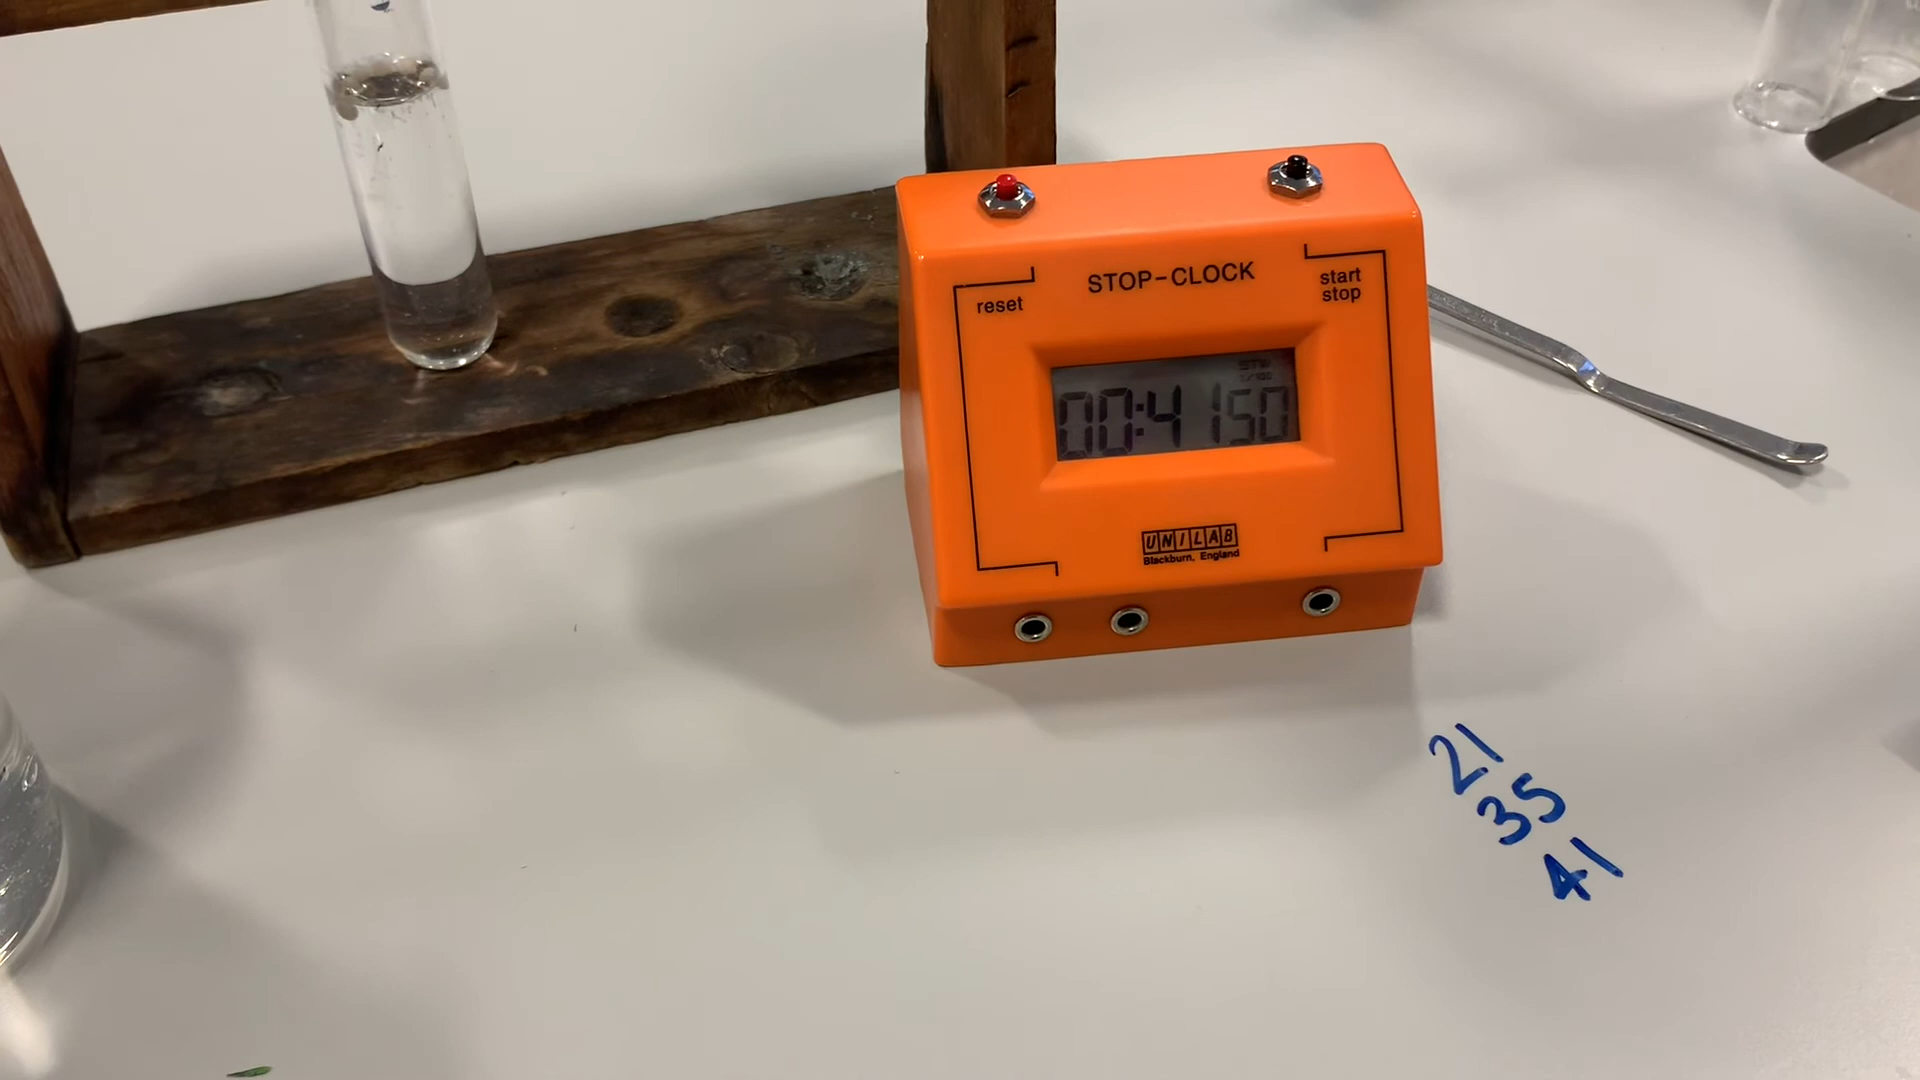 STOP-CLOCK
reset
start
stop
00:41 50
UNILAB
Blackburn, England
21
35
41